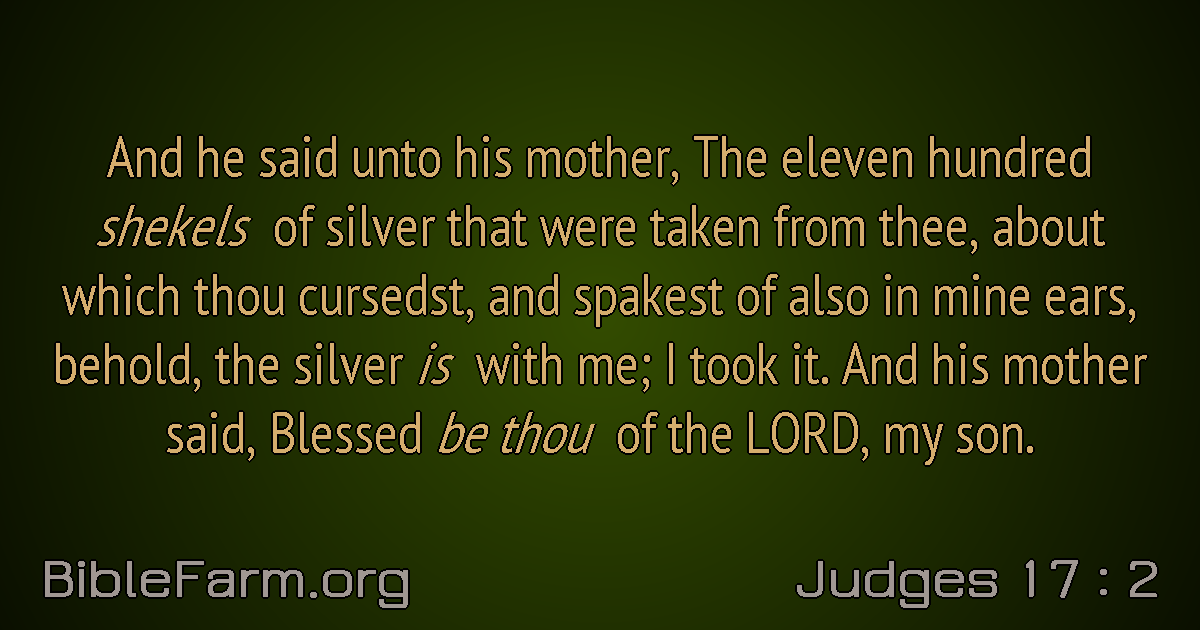 And he said unto his mother, The eleven hundred
shekels of silver that were taken from thee, about
which thou cursedst, and spakest of also in mine ears,
behold, the silver is with me; I took it. And his mother
said, Blessed be thou of the LORD, my son.
BibleFarm.org
Judges 17 : 2